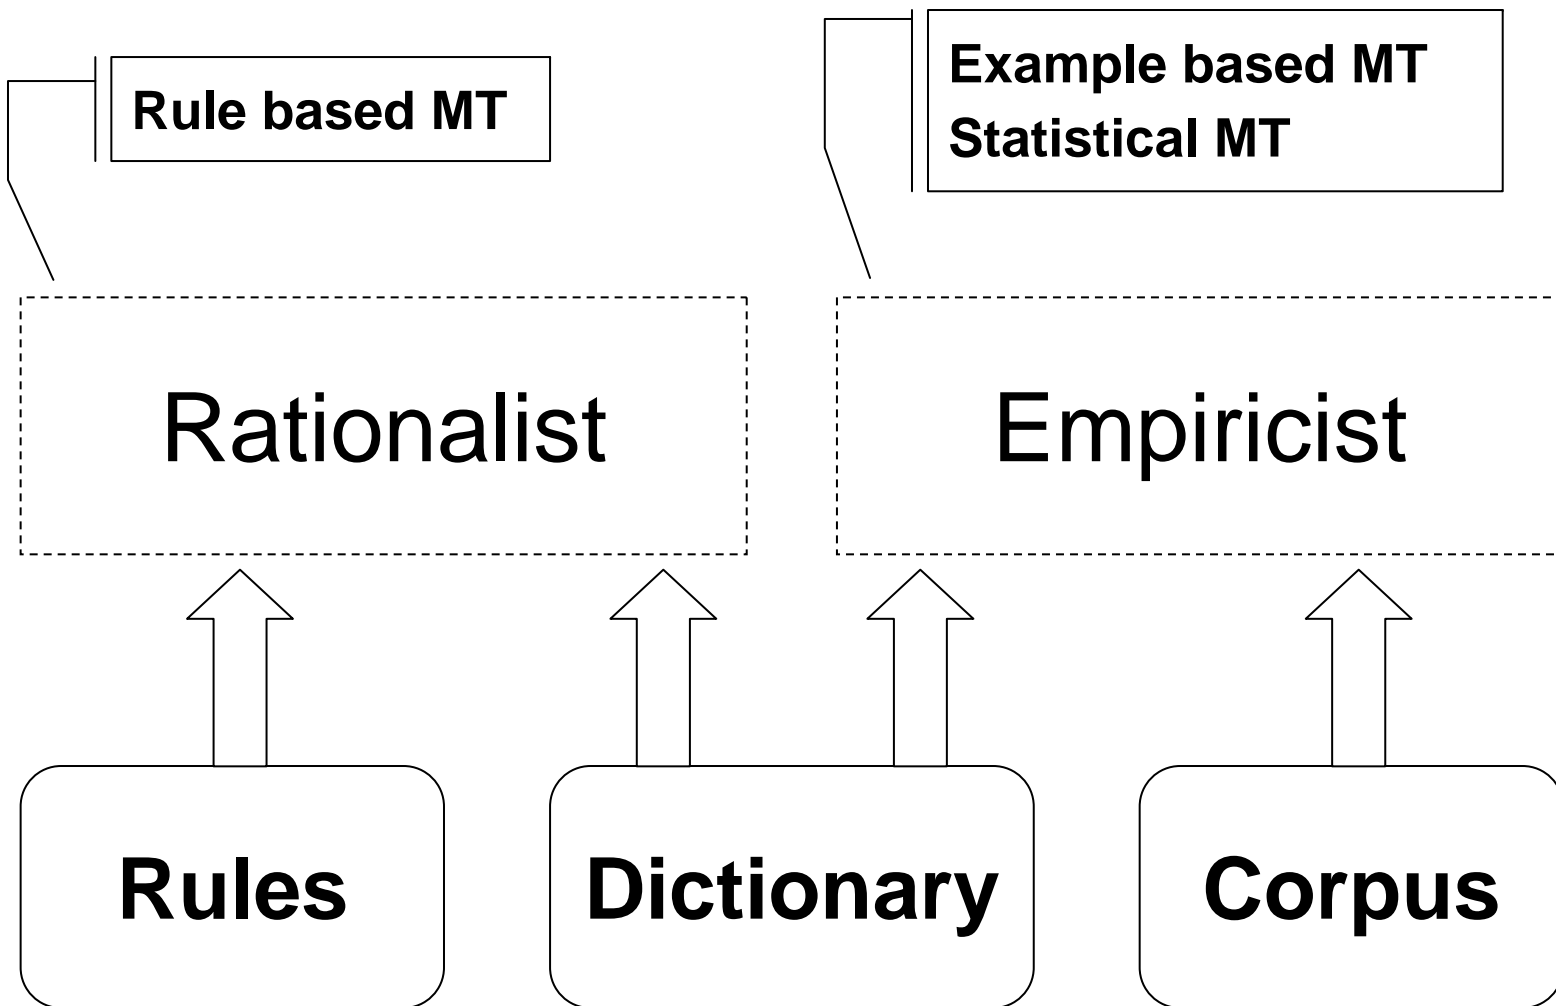 Rule based MT
Example based MT
Statistical MT
Rationalist
Empiricist
Rules
Dictionary
Corpus